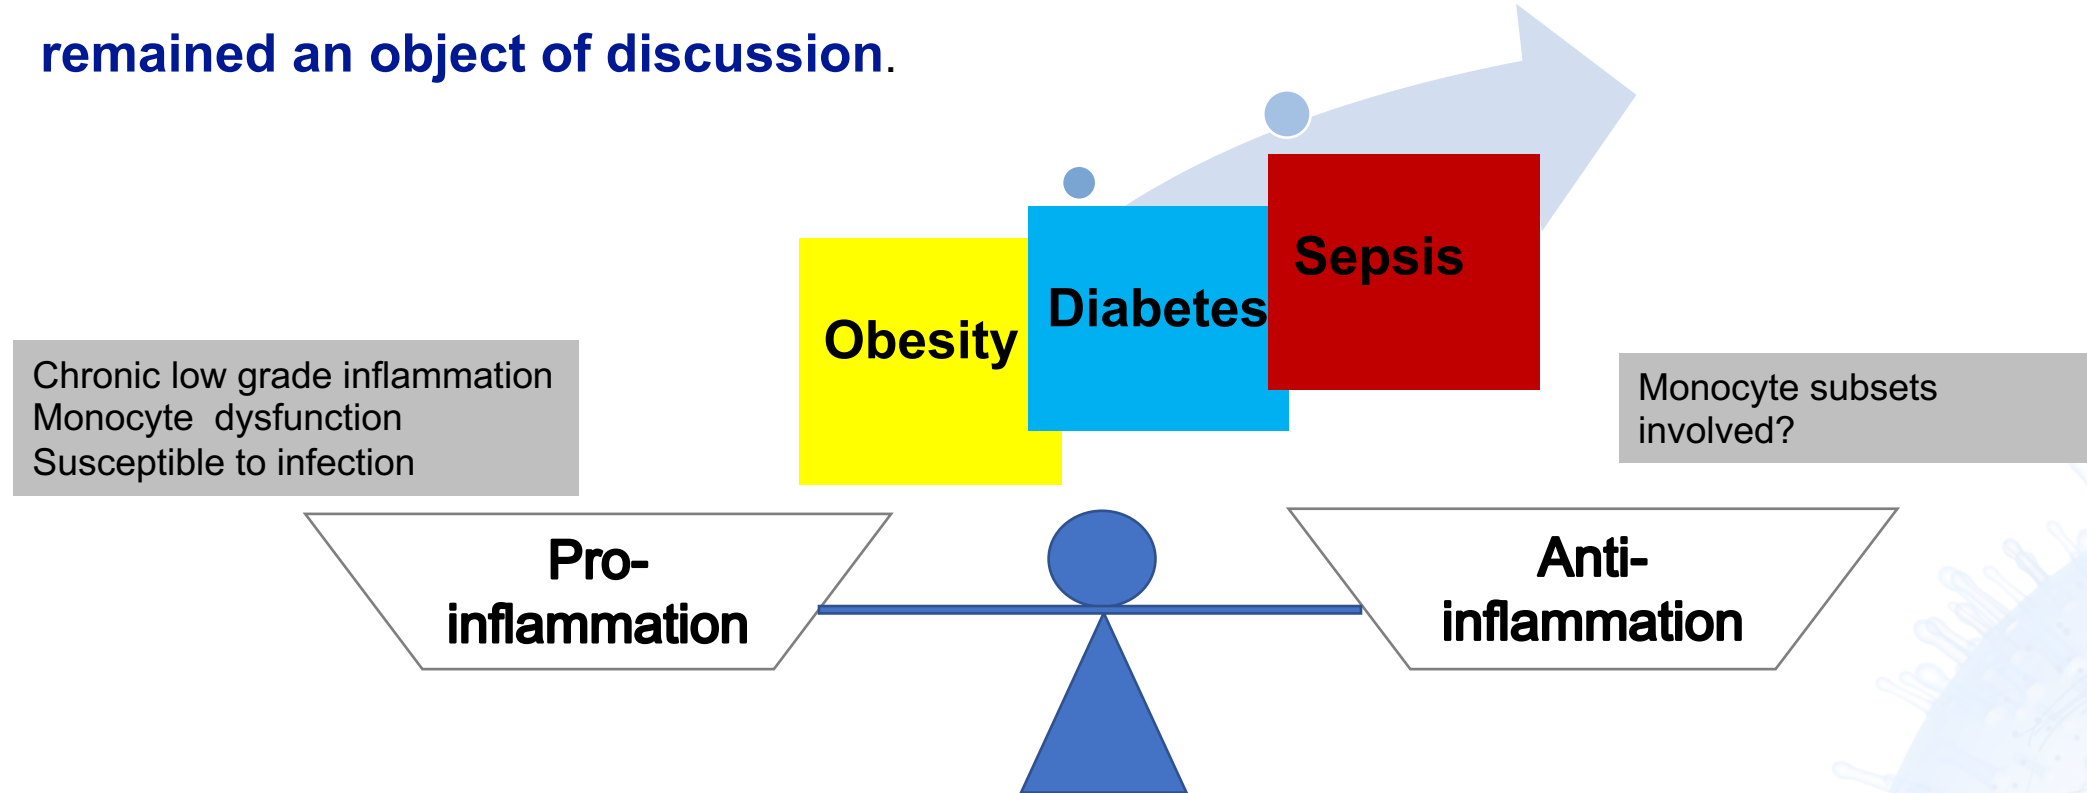 remained an object of discussion.
Sepsis
Diabetes
Obesity
Chronic low grade inflammation
Monocyte  dysfunction
Susceptible to infection
Monocyte subsets
involved?
Pro-
inflammation
Anti-
inflammation